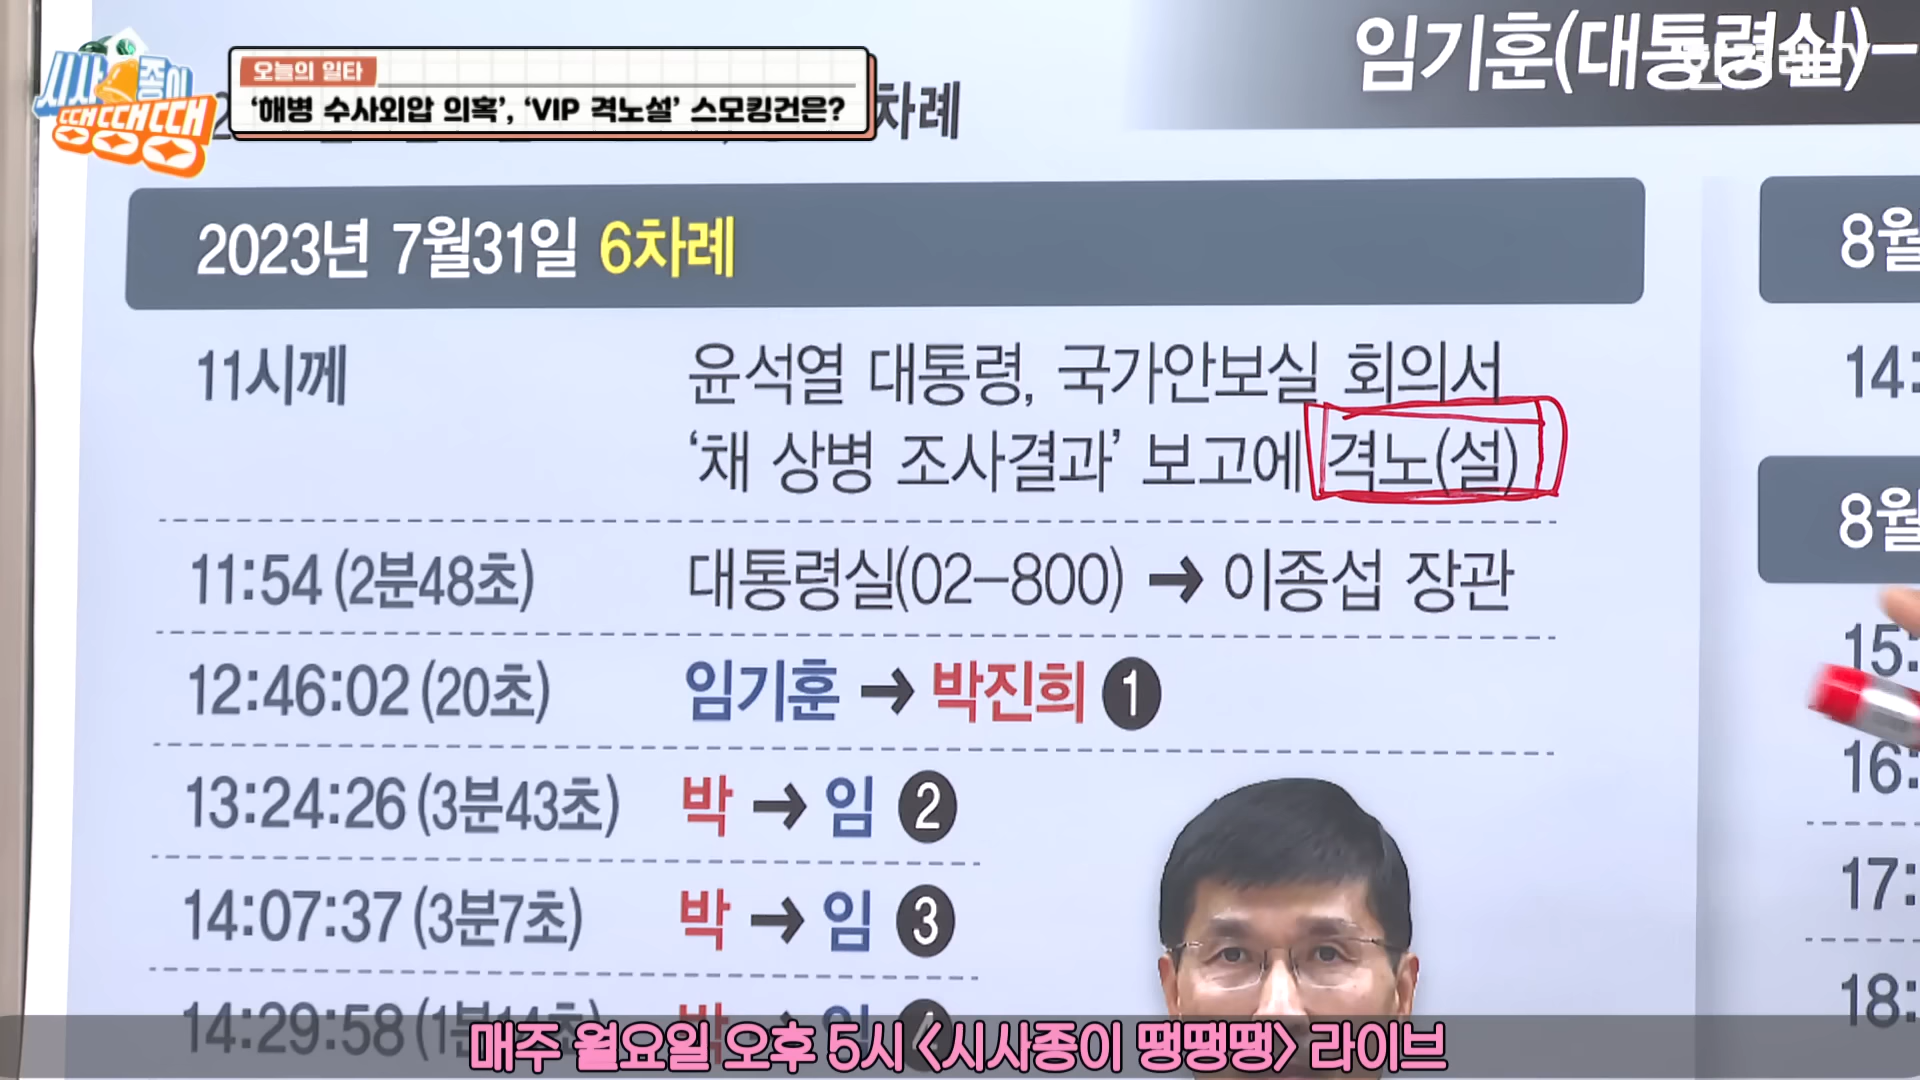 시사종이
땡땡땡
오늘의 일타
‘해병 수사외압 의혹’, ‘VIP 격노설’ 스모킹건은?
차례
임기훈(대통령실)–
2023년 7월31일 6차례
11시께
윤석열 대통령, 국가안보실 회의서
‘채 상병 조사결과’ 보고에 격노(설)
11:54 (2분48초) 대통령실(02–800) → 이종섭 장관
12:46:02 (20초) 임기훈 → 박진희 1
13:24:26 (3분43초) 박 → 임 2
14:07:37 (3분7초) 박 → 임 3
14:29:58 (1분14초) 박 → 임 4
8월
14:
8월
15:
16:
17:
18:
매주 월요일 오후 5시 <시사종이 땡땡땡> 라이브